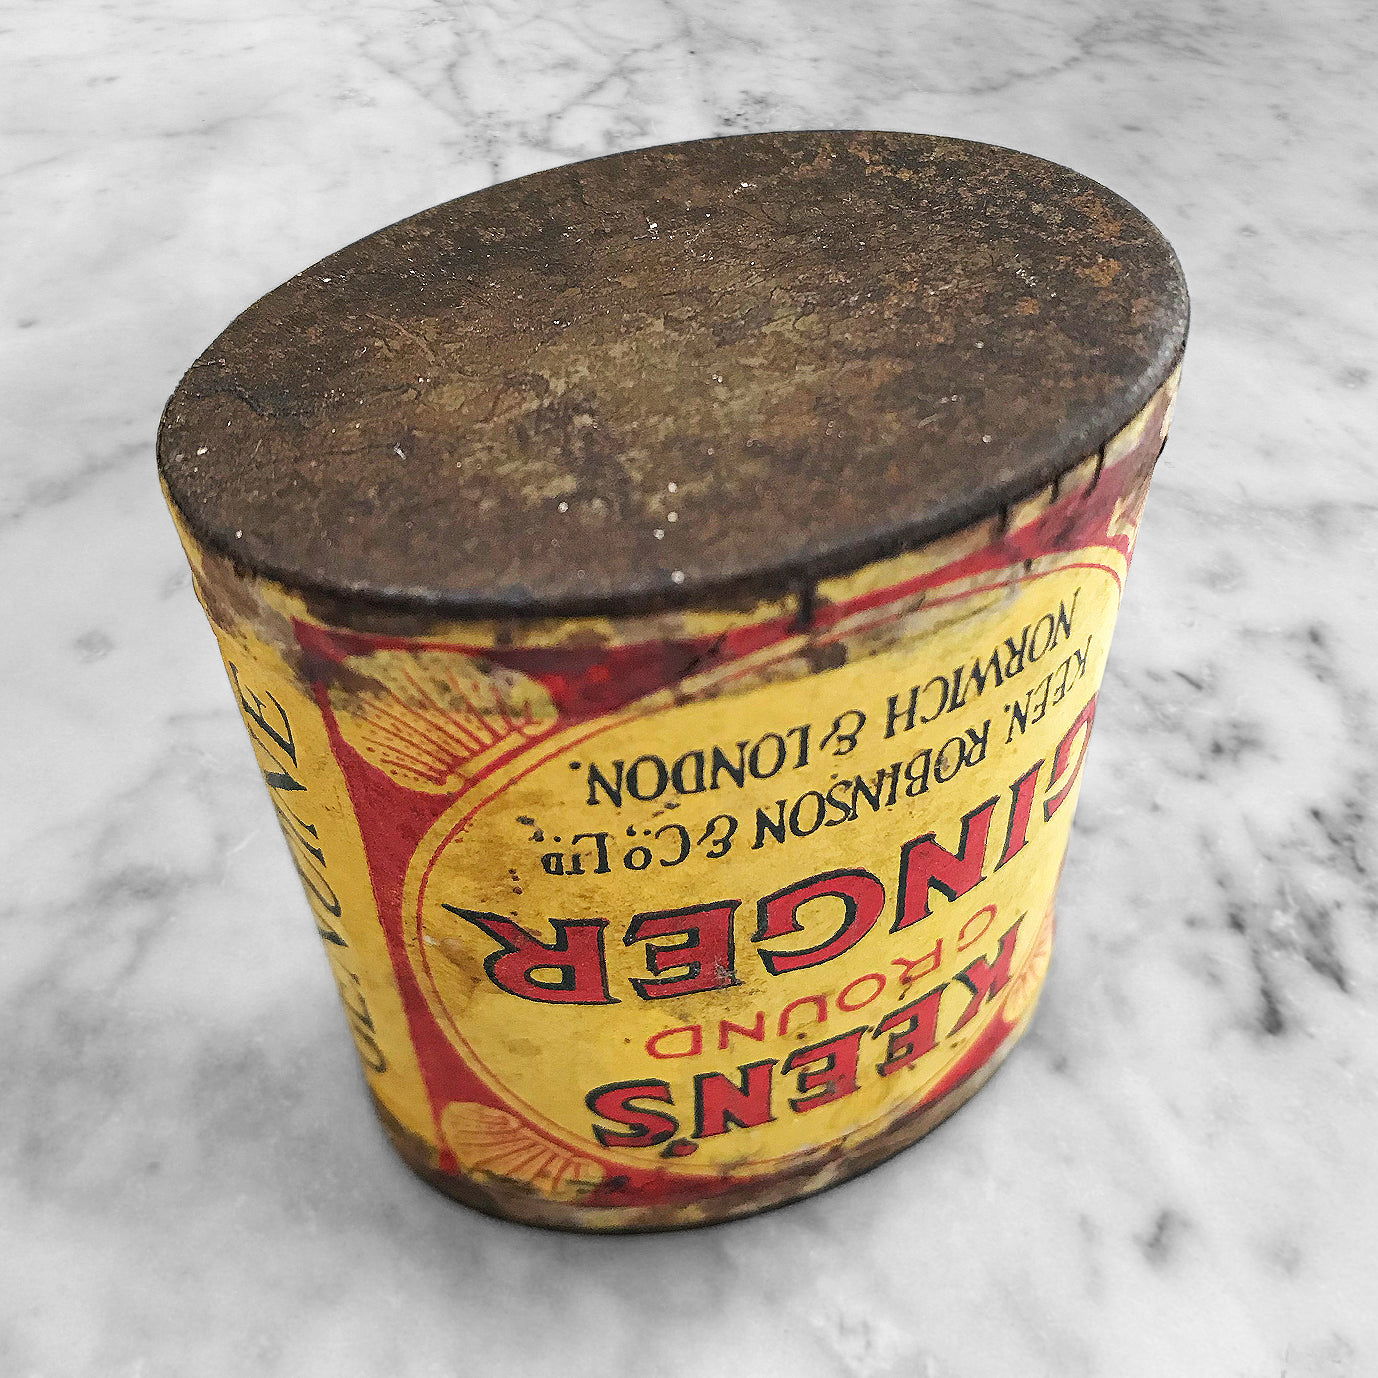 KEEN'S
GROUND
GINGER
KEEN, ROBINSON & Co LTD.,
NORWICH & LONDON.